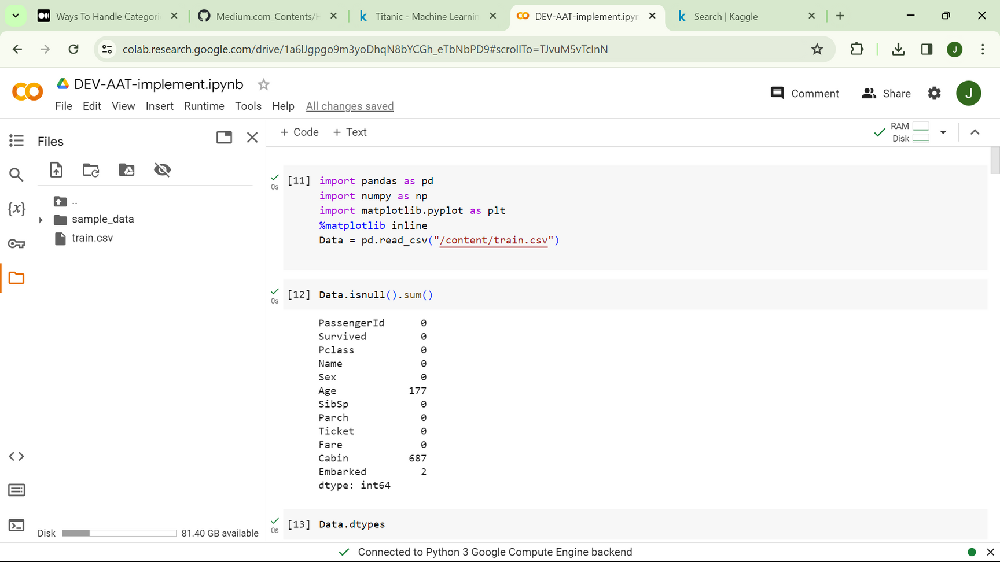 Ways To Handle Categori
Medium.com_Contents/H
Titanic - Machine Learnin
DEV-AAT-implement.ipyn
Search | Kaggle
colab.research.google.com/drive/1a6lJgpgo9m3yoDhqN8bYCGh_eTbNbPD9#scrollTo=TJvuM5vTcInN
J
DEV-AAT-implement.ipynb
File Edit View Insert Runtime Tools Help All changes saved
Comment
Share
J
Files
+ Code + Text
RAM
Disk
..
sample_data
train.csv
{x}
0s
[11] import pandas as pd
import numpy as np
import matplotlib.pyplot as plt
%matplotlib inline
Data = pd.read_csv("/content/train.csv")
0s
[12] Data.isnull().sum()
PassengerId 0
Survived 0
Pclass 0
Name 0
Sex 0
Age 177
SibSp 0
Parch 0
Ticket 0
Fare 0
Cabin 687
Embarked 2
dtype: int64
0s
[13] Data.dtypes
Disk 81.40 GB available
Connected to Python 3 Google Compute Engine backend